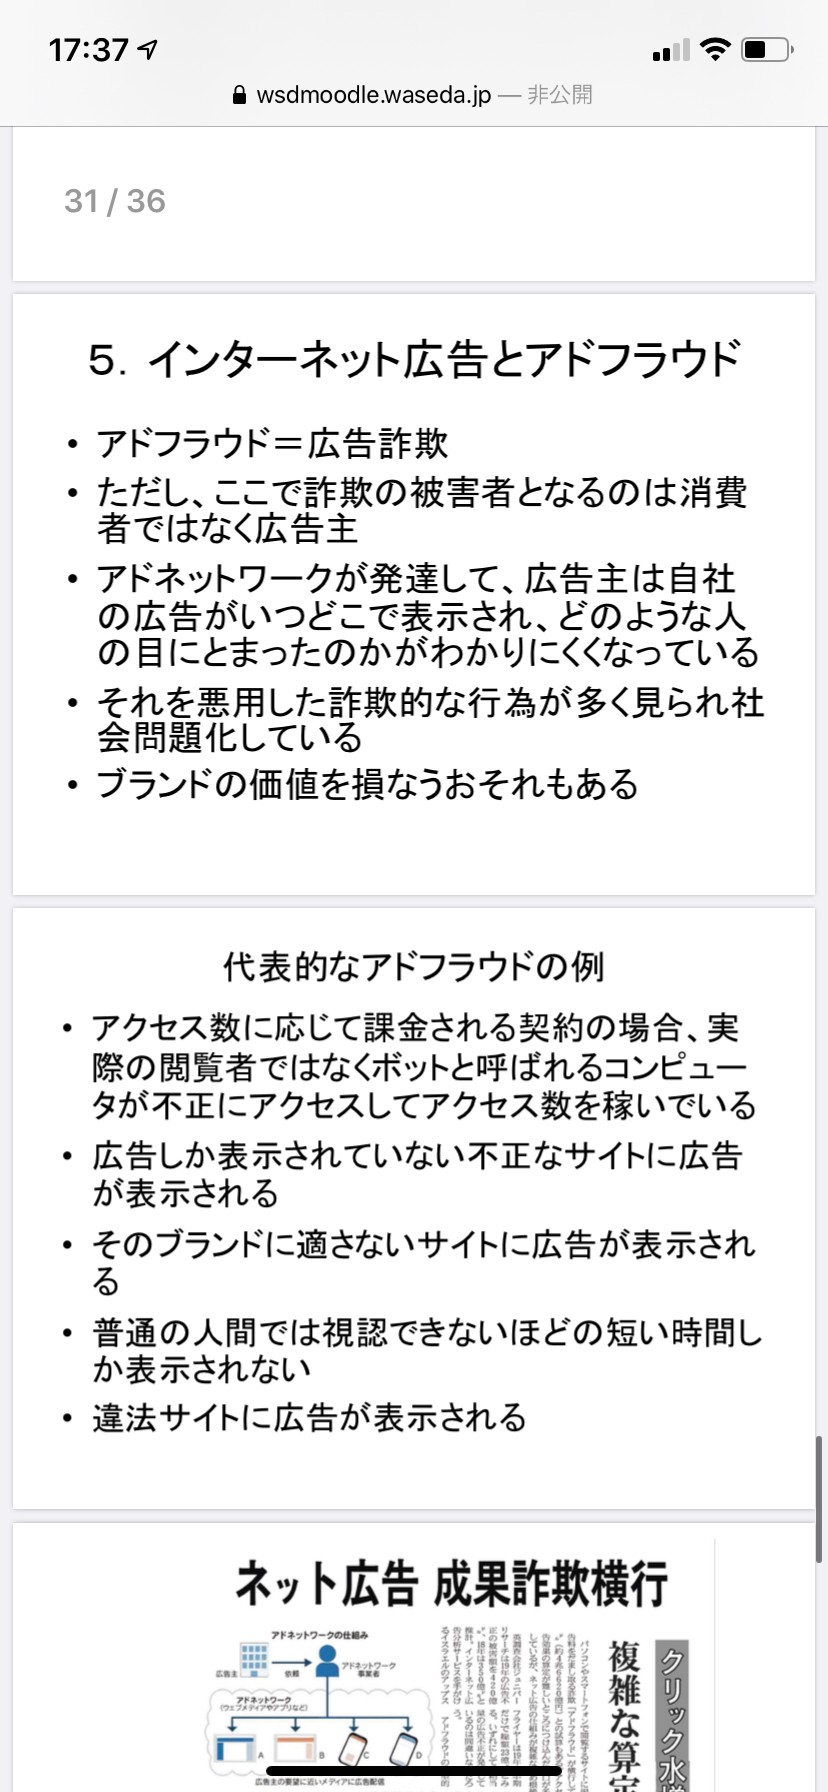 17:37
wsdmoodle.waseda.jp — 非公開
31 / 36
5．インターネット広告とアドフラウド
• アドフラウド＝広告詐欺
• ただし、ここで詐欺の被害者となるのは消費
者ではなく広告主
• アドネットワークが発達して、広告主は自社
の広告がいつどこで表示され、どのような人
の目にとまったのかがわかりにくくなっている
• それを悪用した詐欺的な行為が多く見られ社
会問題化している
• ブランドの価値を損なうおそれもある
代表的なアドフラウドの例
• アクセス数に応じて課金される契約の場合、実
際の閲覧者ではなくボットと呼ばれるコンピュー
タが不正にアクセスしてアクセス数を稼いでいる
• 広告しか表示されていない不正なサイトに広告
が表示される
• そのブランドに適さないサイトに広告が表示され
る
• 普通の人間では視認できないほどの短い時間し
か表示されない
• 違法サイトに広告が表示される
ネット広告 成果詐欺横行
クリック水
複雑な算定
アドネットワークの仕組み
広告主
依頼
アドネットワーク
事業者
アドネットワーク
(ウェブメディアやアプリなど)
A
B
C
D
広告主の要望に近いメディアに広告配信